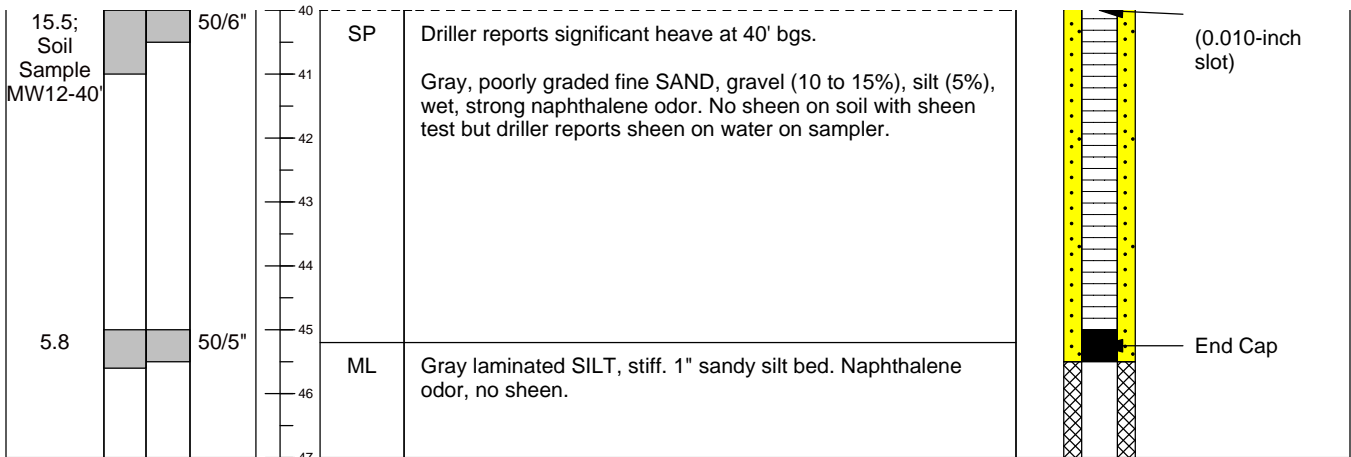 15.5;
Soil
Sample
MW12-40'
50/6"
40
SP
Driller reports significant heave at 40' bgs.
Gray, poorly graded fine SAND, gravel (10 to 15%), silt (5%),
wet, strong naphthalene odor. No sheen on soil with sheen
test but driller reports sheen on water on sampler.
(0.010-inch
slot)
41
42
43
44
45
5.8
50/5"
End Cap
ML
Gray laminated SILT, stiff. 1" sandy silt bed. Naphthalene
odor, no sheen.
46
47